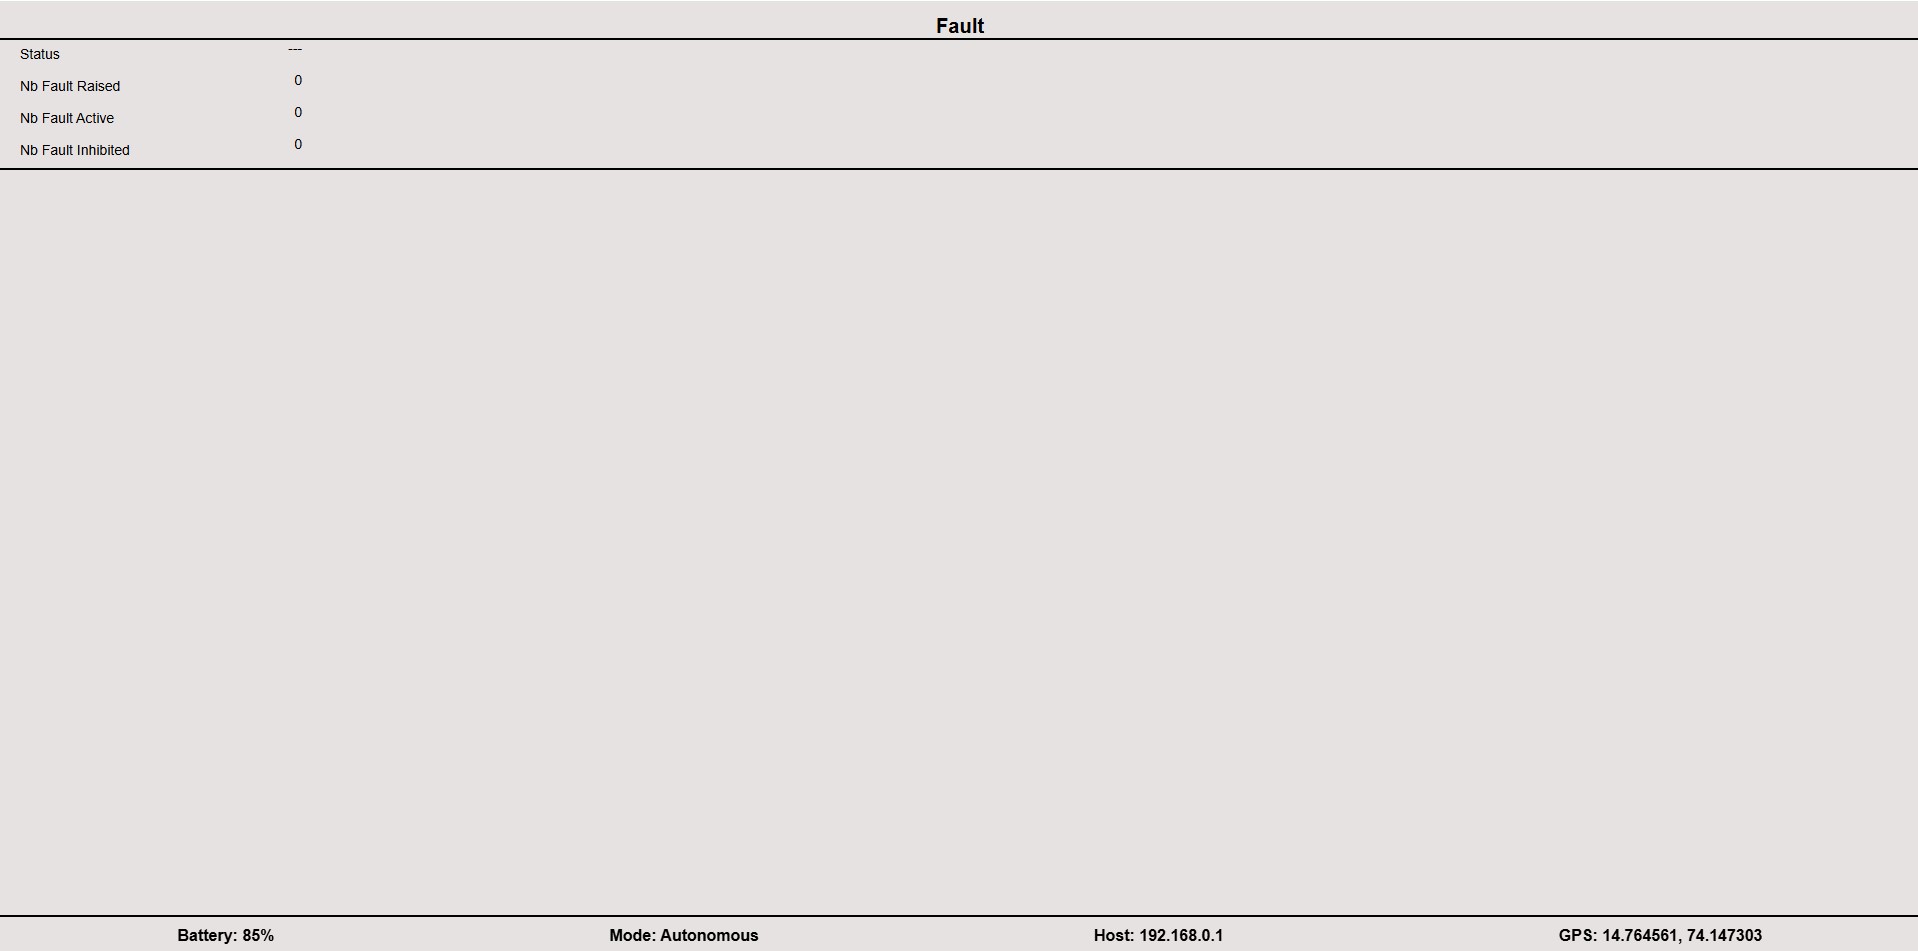 Fault
Status ---
Nb Fault Raised 0
Nb Fault Active 0
Nb Fault Inhibited 0
Battery: 85% Mode: Autonomous Host: 192.168.0.1 GPS: 14.764561, 74.147303